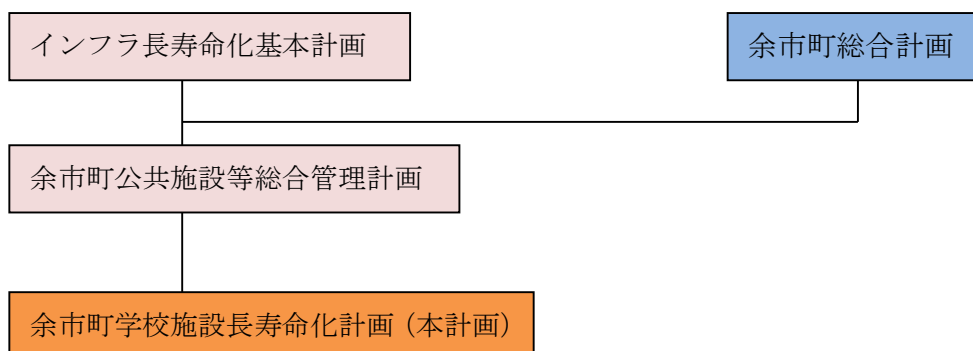 インフラ長寿命化基本計画
余市町総合計画
余市町公共施設等総合管理計画
余市町学校施設長寿命化計画（本計画）